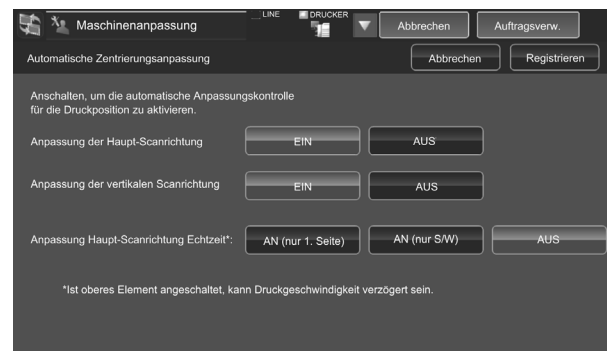 Maschinenanpassung
LINE
DRUCKER
Abbrechen
Auftragsverw.
Automatische Zentrierungsanpassung
Abbrechen
Registrieren
Anschalten, um die automatische Anpassungskontrolle
für die Druckposition zu aktivieren.
Anpassung der Haupt-Scanrichtung
EIN
AUS
Anpassung der vertikalen Scanrichtung
EIN
AUS
Anpassung Haupt-Scanrichtung Echtzeit*:
AN (nur 1. Seite)
AN (nur S/W)
AUS
*Ist oberes Element angeschaltet, kann Druckgeschwindigkeit verzögert sein.